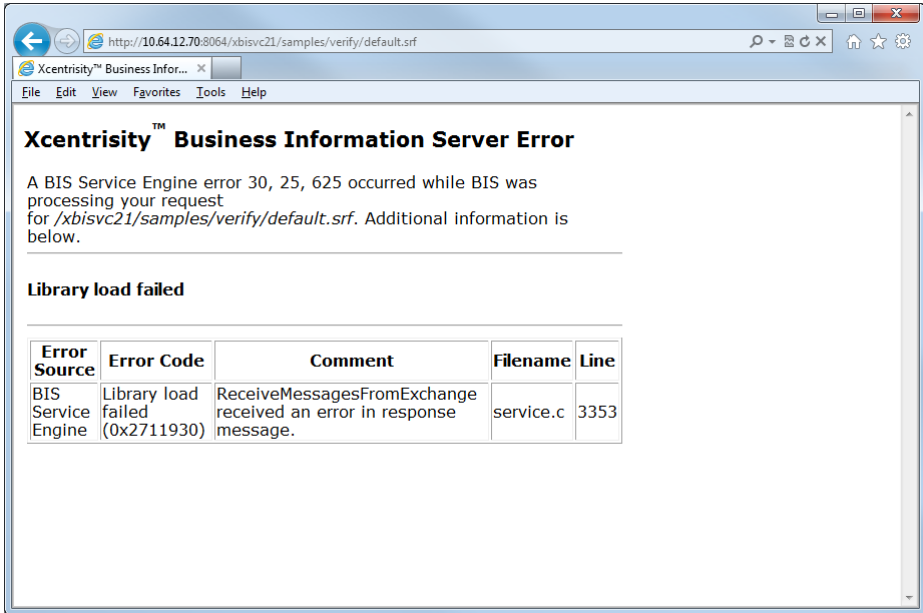 http://10.64.12.70:8064/xbisvc21/samples/verify/default.srf
Xcentrisity™ Business Infor...
File Edit View Favorites Tools Help
Xcentrisity™ Business Information Server Error
A BIS Service Engine error 30, 25, 625 occurred while BIS was
processing your request
for /xbisvc21/samples/verify/default.srf. Additional information is
below.
Library load failed
Error Source Error Code Comment Filename Line
BIS Library load ReceiveMessagesFromExchange
Service failed received an error in response service.c 3353
Engine (0x2711930) message.